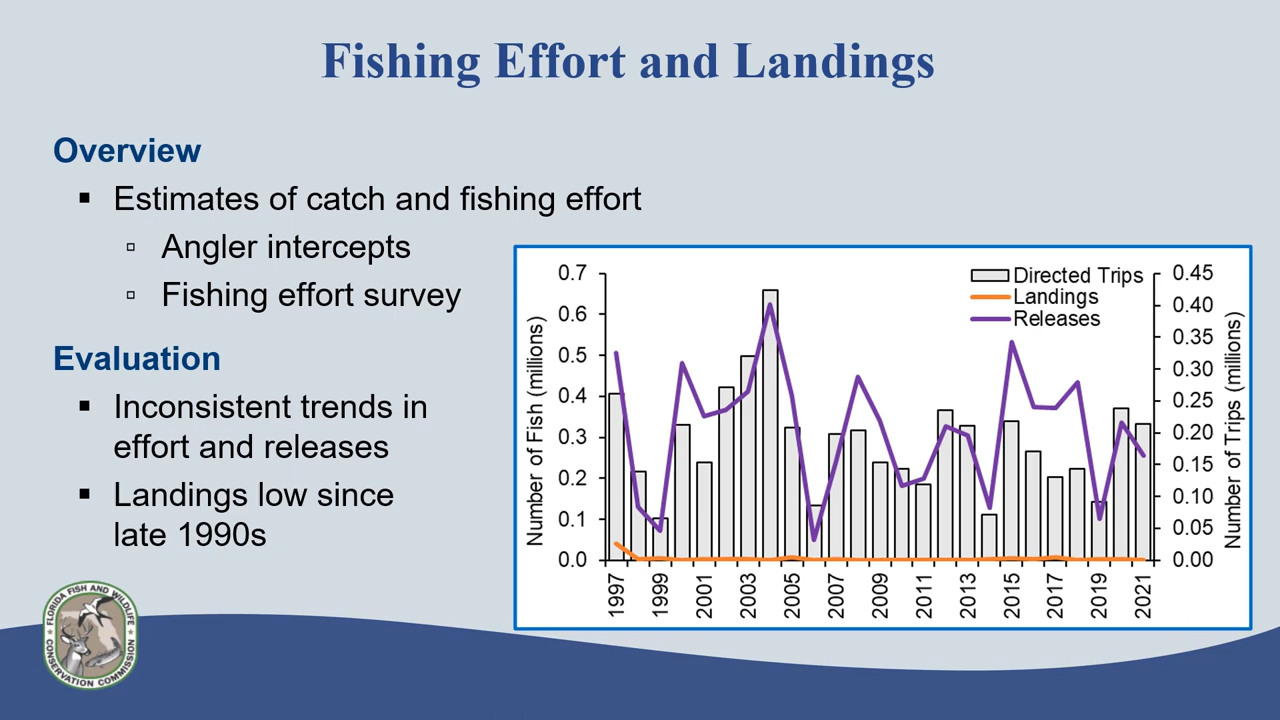 Fishing Effort and Landings
Overview
▪ Estimates of catch and fishing effort
▫ Angler intercepts
▫ Fishing effort survey
Evaluation
▪ Inconsistent trends in
effort and releases
▪ Landings low since
late 1990s
Directed Trips
Landings
Releases
Number of Fish (millions)
0.7
0.6
0.5
0.4
0.3
0.2
0.1
0.0
0.45
0.40
0.35
0.30
0.25
0.20
0.15
0.10
0.05
0.00
Number of Trips (millions)
1997 1999 2001 2003 2005 2007 2009 2011 2013 2015 2017 2019 2021
FLORIDA FISH AND WILDLIFE
CONSERVATION COMMISSION